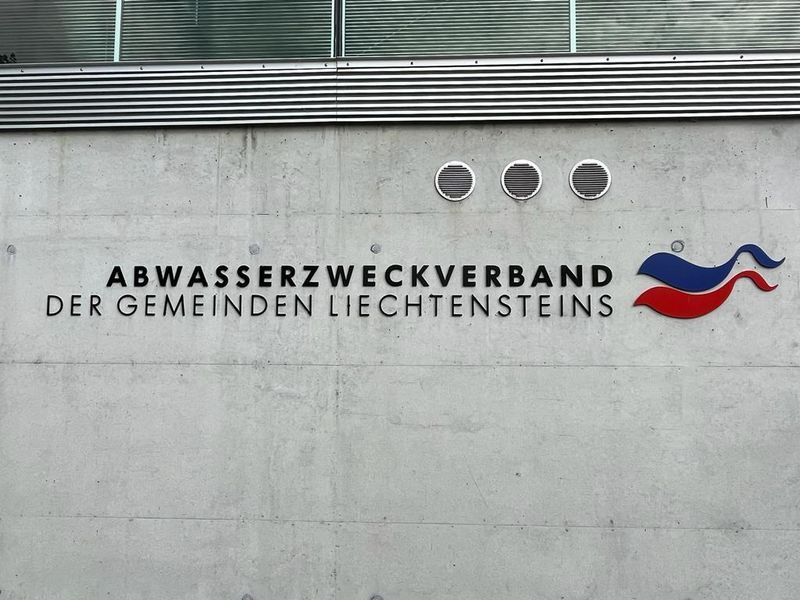 ABWASSERZWECKVERBAND
DER GEMEINDEN LIECHTENSTEINS